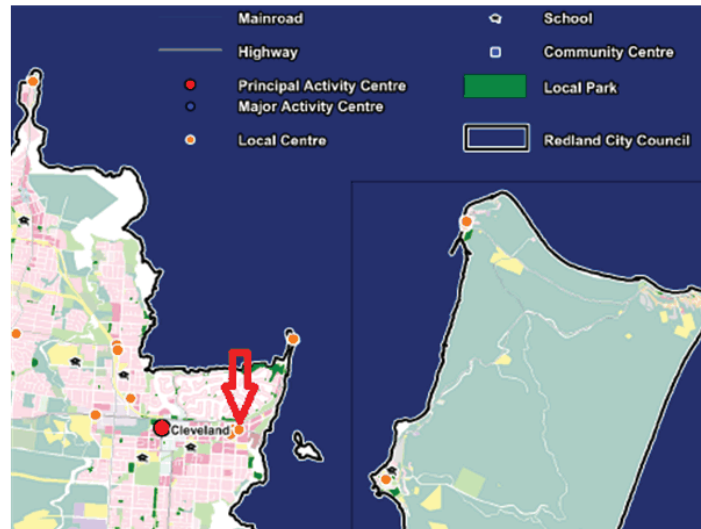 Mainroad
School
Highway
Community Centre
Principal Activity Centre
Local Park
Major Activity Centre
Local Centre
Redland City Council
Cleveland